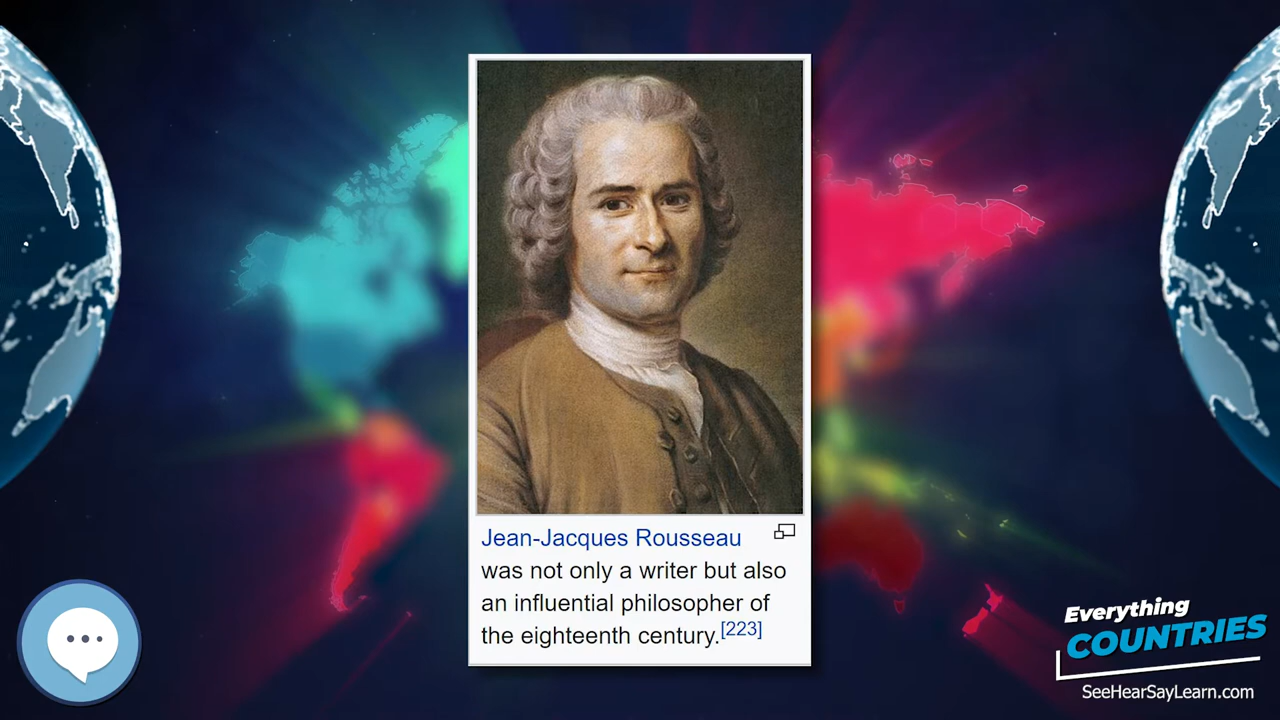 Jean-Jacques Rousseau
was not only a writer but also
an influential philosopher of
the eighteenth century.[223]
Everything
COUNTRIES
SeeHearSayLearn.com